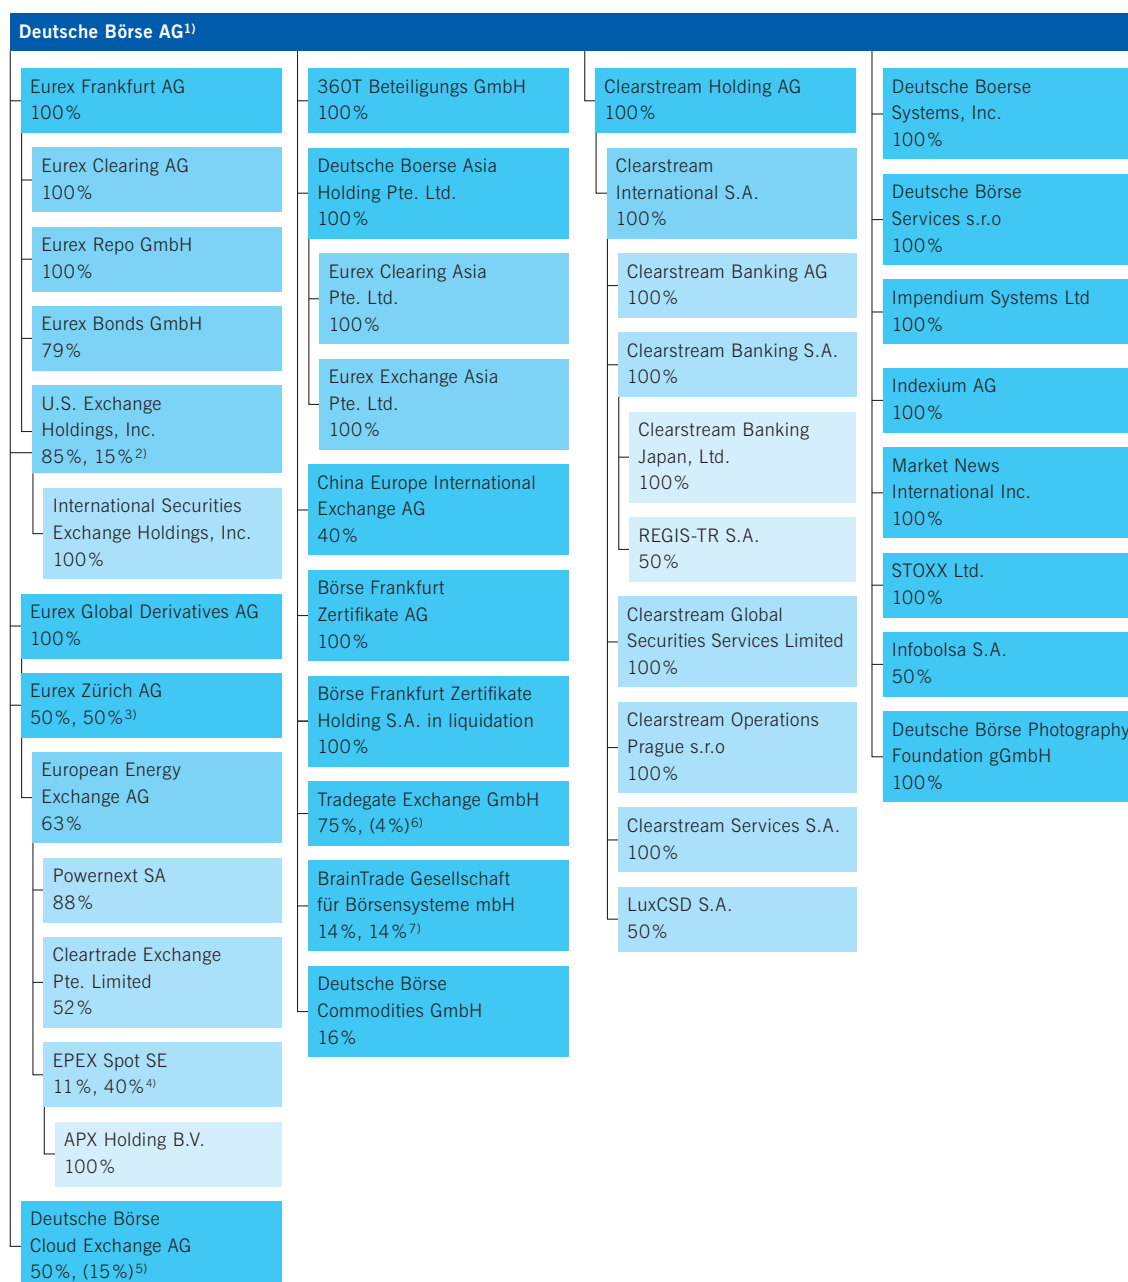 Deutsche Börse AG1)
Eurex Frankfurt AG
100%
Eurex Clearing AG
100%
Eurex Repo GmbH
100%
Eurex Bonds GmbH
79%
U.S. Exchange
Holdings, Inc.
85%, 15%2)
International Securities
Exchange Holdings, Inc.
100%
Eurex Global Derivatives AG
100%
Eurex Zürich AG
50%, 50%3)
European Energy
Exchange AG
63%
Powernext SA
88%
Cleartrade Exchange
Pte. Limited
52%
EPEX Spot SE
11%, 40%4)
APX Holding B.V.
100%
Deutsche Börse
Cloud Exchange AG
50%, (15%)5)
360T Beteiligungs GmbH
100%
Deutsche Boerse Asia
Holding Pte. Ltd.
100%
Eurex Clearing Asia
Pte. Ltd.
100%
Eurex Exchange Asia
Pte. Ltd.
100%
China Europe International
Exchange AG
40%
Börse Frankfurt
Zertifikate AG
100%
Börse Frankfurt Zertifikate
Holding S.A. in liquidation
100%
Tradegate Exchange GmbH
75%, (4%)6)
BrainTrade Gesellschaft
für Börsensysteme mbH
14%, 14%7)
Deutsche Börse
Commodities GmbH
16%
Clearstream Holding AG
100%
Clearstream
International S.A.
100%
Clearstream Banking AG
100%
Clearstream Banking S.A.
100%
Clearstream Banking
Japan, Ltd.
100%
REGIS-TR S.A.
50%
Clearstream Global
Securities Services Limited
100%
Clearstream Operations
Prague s.r.o
100%
Clearstream Services S.A.
100%
LuxCSD S.A.
50%
Deutsche Boerse
Systems, Inc.
100%
Deutsche Börse
Services s.r.o
100%
Impendium Systems Ltd
100%
Indexium AG
100%
Market News
International Inc.
100%
STOXX Ltd.
100%
Infobolsa S.A.
50%
Deutsche Börse Photography
Foundation gGmbH
100%